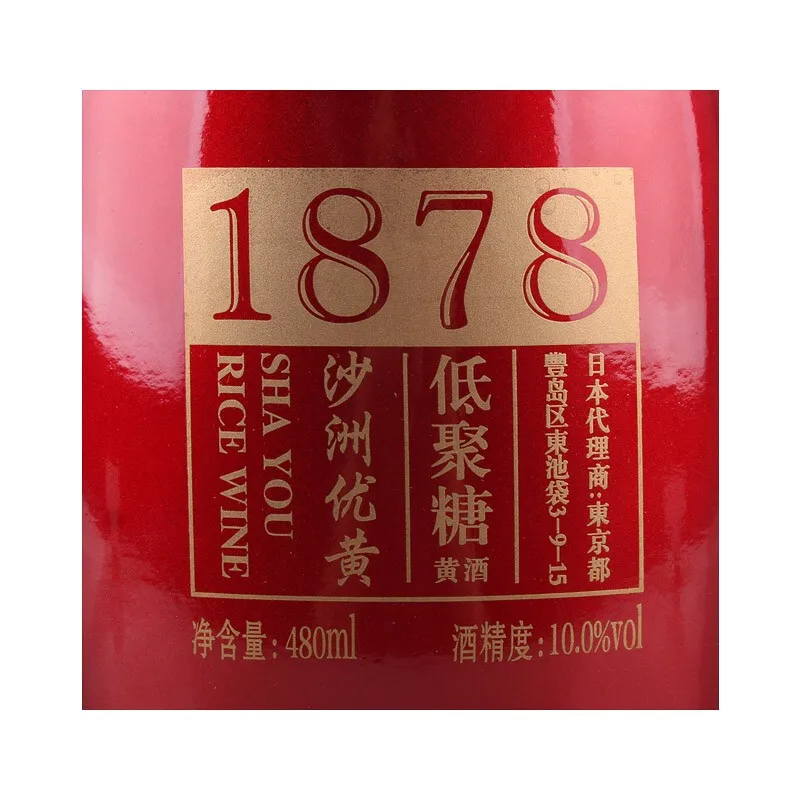 1878
日本代理商:東京都
豐岛区東池袋3-9-15
低聚糖
黄酒
沙洲优黄
SHA YOU
RICE WINE
净含量: 480ml
酒精度: 10.0%vol